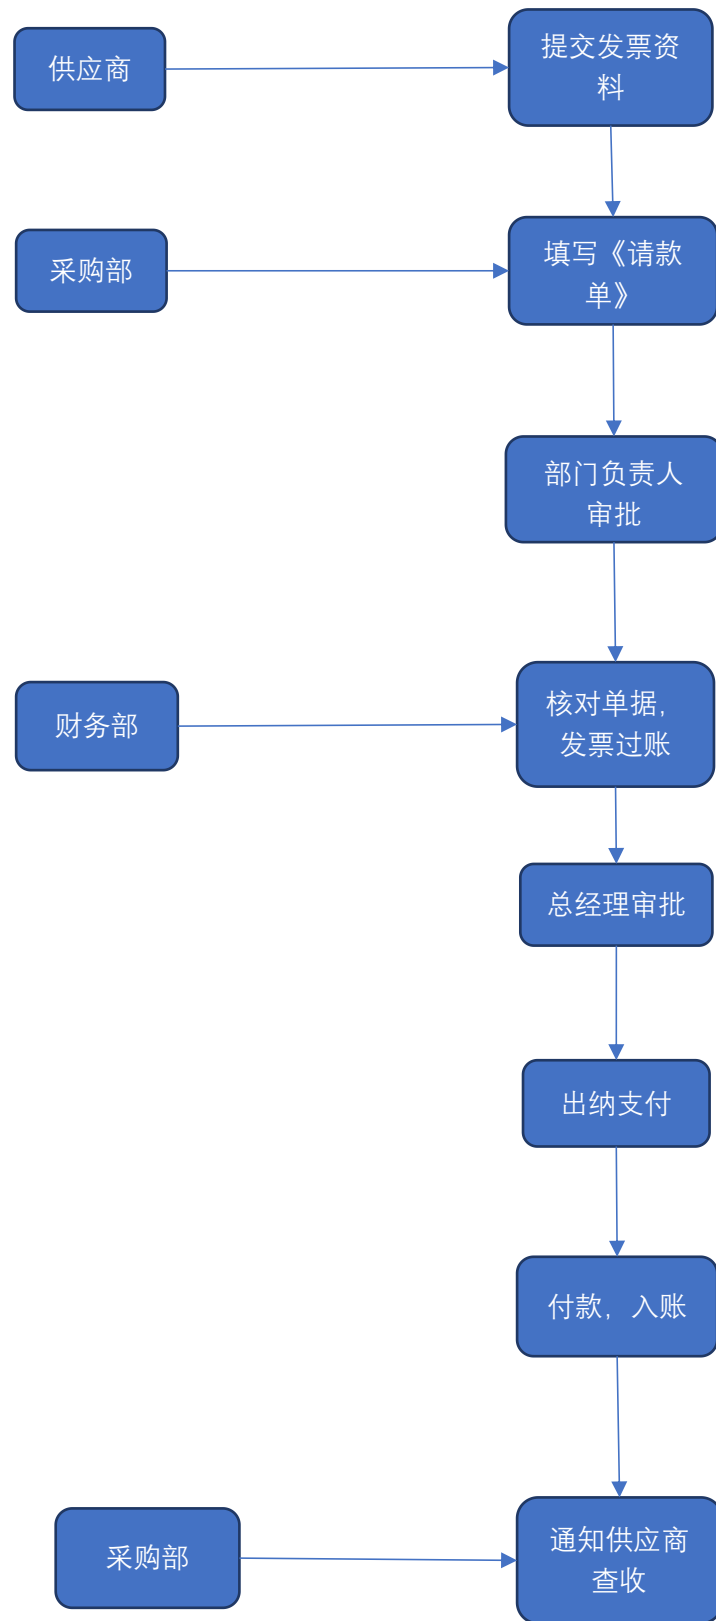 供应商
提交发票资
料
采购部
填写《请款
单》
部门负责人
审批
财务部
核对单据，
发票过账
总经理审批
出纳支付
付款，入账
采购部
通知供应商
查收